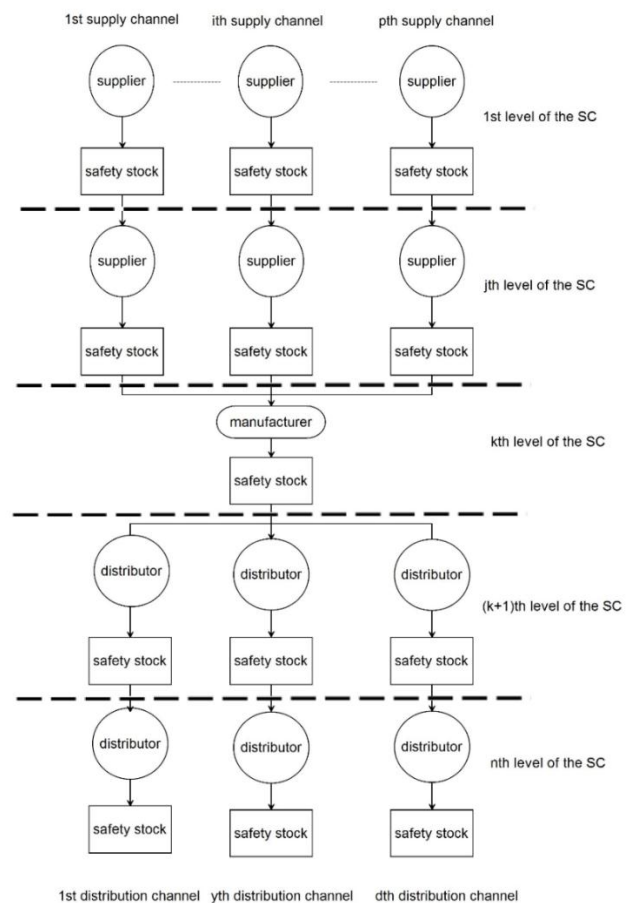 1st supply channel ith supply channel pth supply channel
supplier supplier supplier
1st level of the SC
safety stock safety stock safety stock
supplier supplier supplier
jth level of the SC
safety stock safety stock safety stock
manufacturer
kth level of the SC
safety stock
distributor distributor distributor
(k+1)th level of the SC
safety stock safety stock safety stock
distributor distributor distributor
nth level of the SC
safety stock safety stock safety stock
1st distribution channel yth distribution channel dth distribution channel